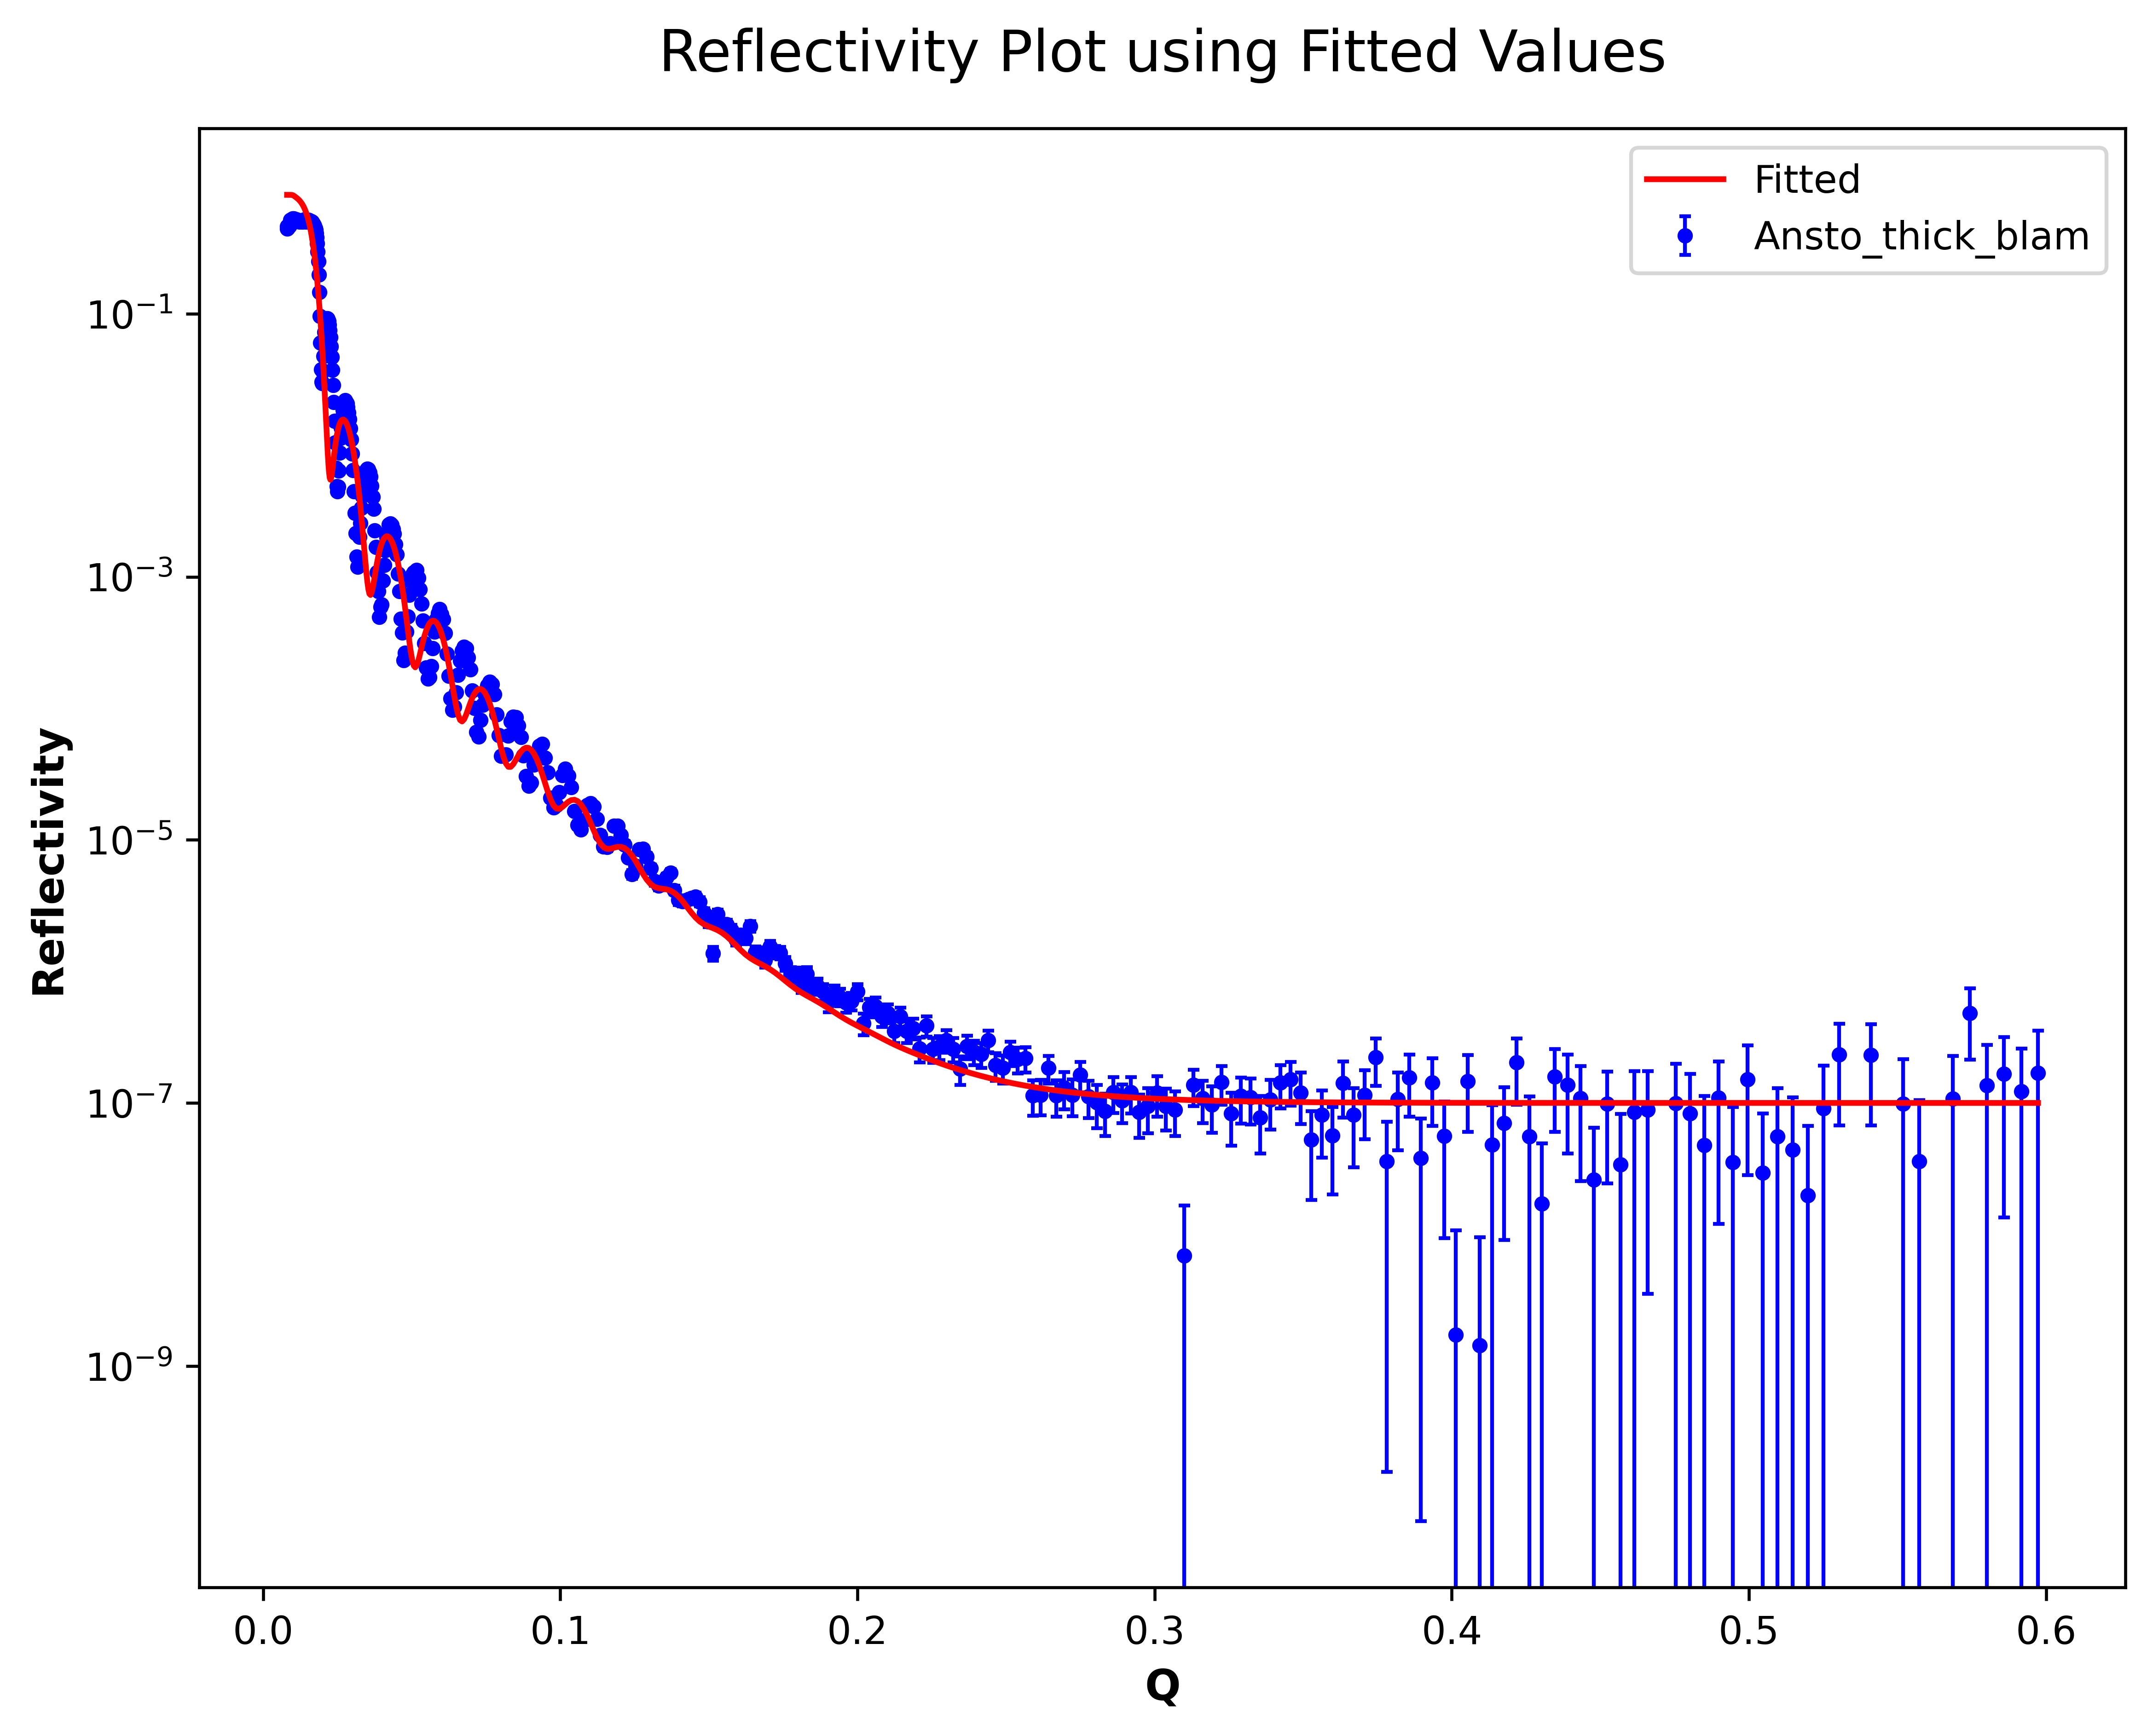 Reflectivity Plot using Fitted Values
Fitted
Ansto_thick_blam
10⁻¹
10⁻³
10⁻⁵
10⁻⁷
10⁻⁹
Reflectivity
0.0 0.1 0.2 0.3 0.4 0.5 0.6
Q